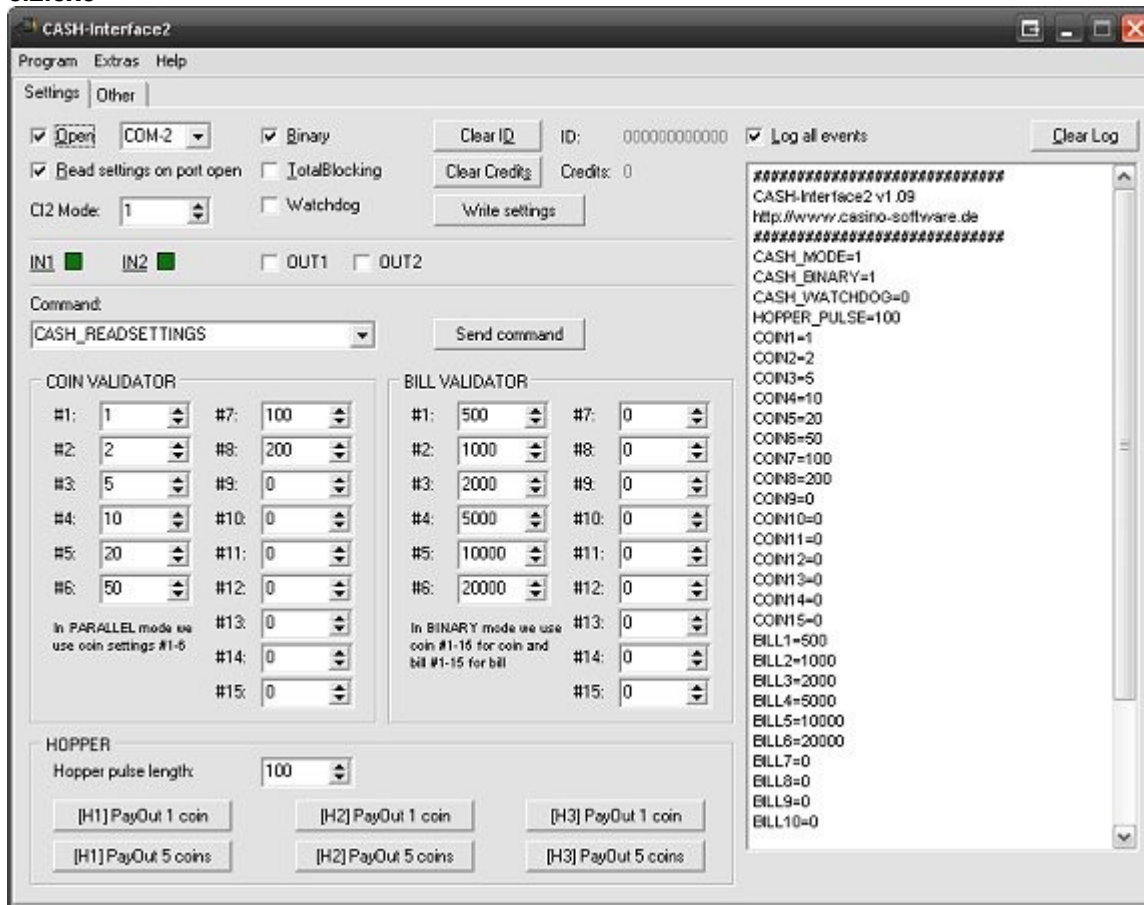 CASH-Interface2
Program Extras Help
Settings Other
Open COM-2 Binary Clear ID ID: 000000000000 Log all events Clear Log
Read settings on port open TotalBlocking Clear Credits Credits: 0
CI2 Mode: 1 Watchdog Write settings
IN1 IN2 OUT1 OUT2
Command:
CASH_READSETTINGS Send command
COIN VALIDATOR
#1: 1 #7: 100
#2: 2 #8: 200
#3: 5 #9: 0
#4: 10 #10: 0
#5: 20 #11: 0
#6: 50 #12: 0
In PARALLEL mode we #13: 0
use coin settings #1-6
#14: 0
#15: 0
BILL VALIDATOR
#1: 500 #7: 0
#2: 1000 #8: 0
#3: 2000 #9: 0
#4: 5000 #10: 0
#5: 10000 #11: 0
#6: 20000 #12: 0
In BINARY mode we use #13: 0
coin #1-15 for coin and
bill #1-15 for bill #14: 0
#15: 0
HOPPER
Hopper pulse length: 100
[H1] PayOut 1 coin [H2] PayOut 1 coin [H3] PayOut 1 coin
[H1] PayOut 5 coins [H2] PayOut 5 coins [H3] PayOut 5 coins
##############################
CASH-Interface2 v1.09
http://www.casino-software.de
##############################
CASH_MODE=1
CASH_BINARY=1
CASH_WATCHDOG=0
HOPPER_PULSE=100
COIN1=1
COIN2=2
COIN3=5
COIN4=10
COIN5=20
COIN6=50
COIN7=100
COIN8=200
COIN9=0
COIN10=0
COIN11=0
COIN12=0
COIN13=0
COIN14=0
COIN15=0
BILL1=500
BILL2=1000
BILL3=2000
BILL4=5000
BILL5=10000
BILL6=20000
BILL7=0
BILL8=0
BILL9=0
BILL10=0